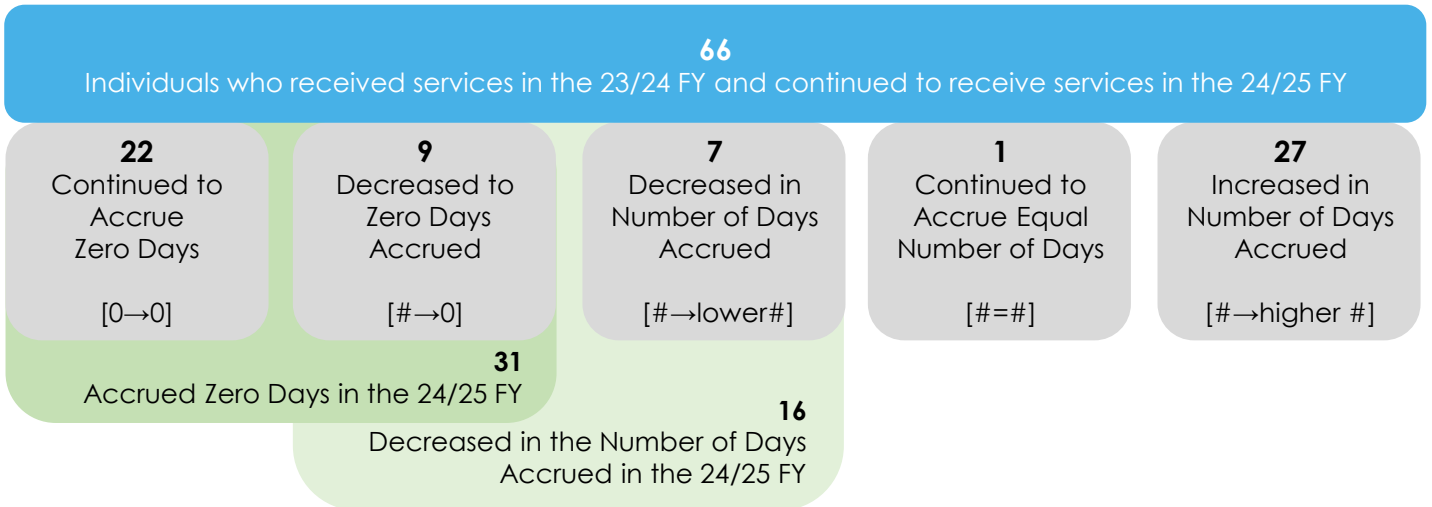 66
Individuals who received services in the 23/24 FY and continued to receive services in the 24/25 FY
22
Continued to
Accrue
Zero Days
[0→0]
9
Decreased to
Zero Days
Accrued
[#→0]
7
Decreased in
Number of Days
Accrued
[#→lower#]
1
Continued to
Accrue Equal
Number of Days
[#=#]
27
Increased in
Number of Days
Accrued
[#→higher #]
31
Accrued Zero Days in the 24/25 FY
16
Decreased in the Number of Days
Accrued in the 24/25 FY